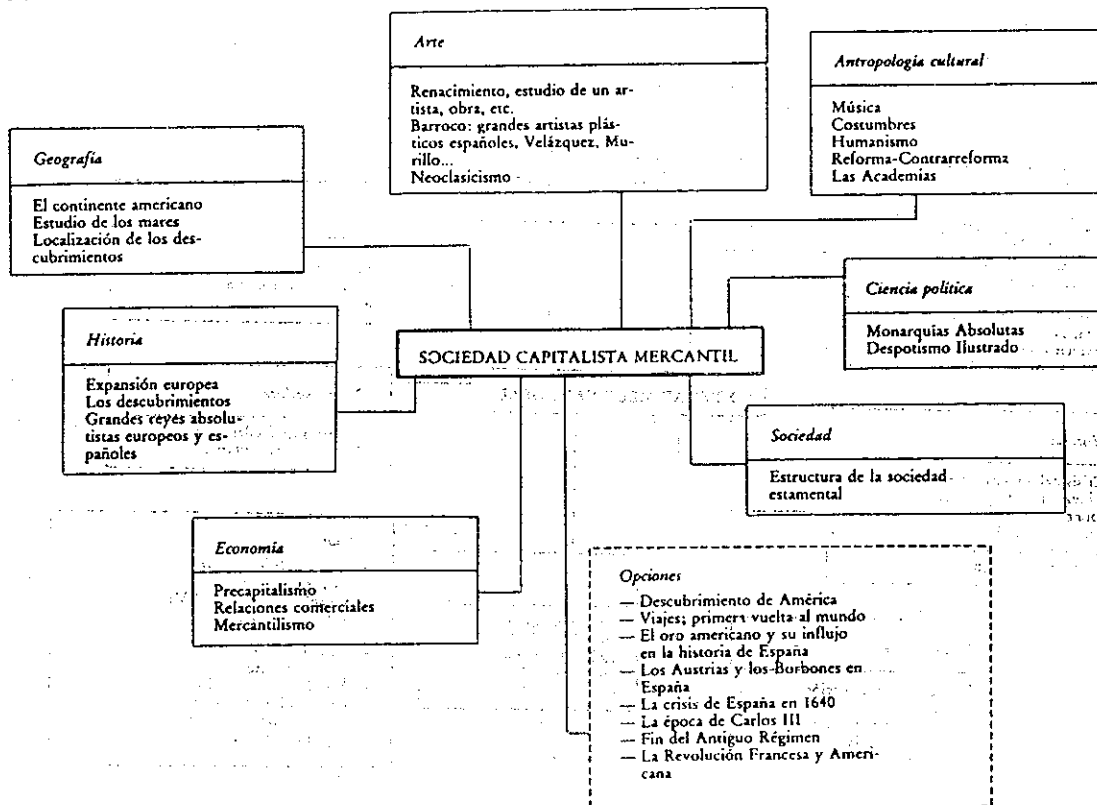 Arte
Renacimiento, estudio de un ar-
tista, obra, etc.
Barroco: grandes artistas plás-
ticos españoles, Velázquez, Mu-
rillo...
Neoclasicismo
Antropología cultural
Música
Costumbres
Humanismo
Reforma-Contrarreforma
Las Academias
Geografía
El continente americano
Estudio de los mares
Localización de los des-
cubrimientos
Ciencia política
Monarquías Absolutas
Despotismo Ilustrado
Historia
Expansión europea
Los descubrimientos
Grandes reyes absolu-
tistas europeos y es-
pañoles
SOCIEDAD CAPITALISTA MERCANTIL
Sociedad
Estructura de la sociedad
estamental
Economía
Precapitalismo
Relaciones comerciales
Mercantilismo
Opciones
— Descubrimiento de América
— Viajes; primera vuelta al mundo
— El oro americano y su influjo
en la historia de España
— Los Austrias y los Borbones en
España
— La crisis de España en 1640
— La época de Carlos III
— Fin del Antiguo Régimen
— La Revolución Francesa y Ameri-
cana